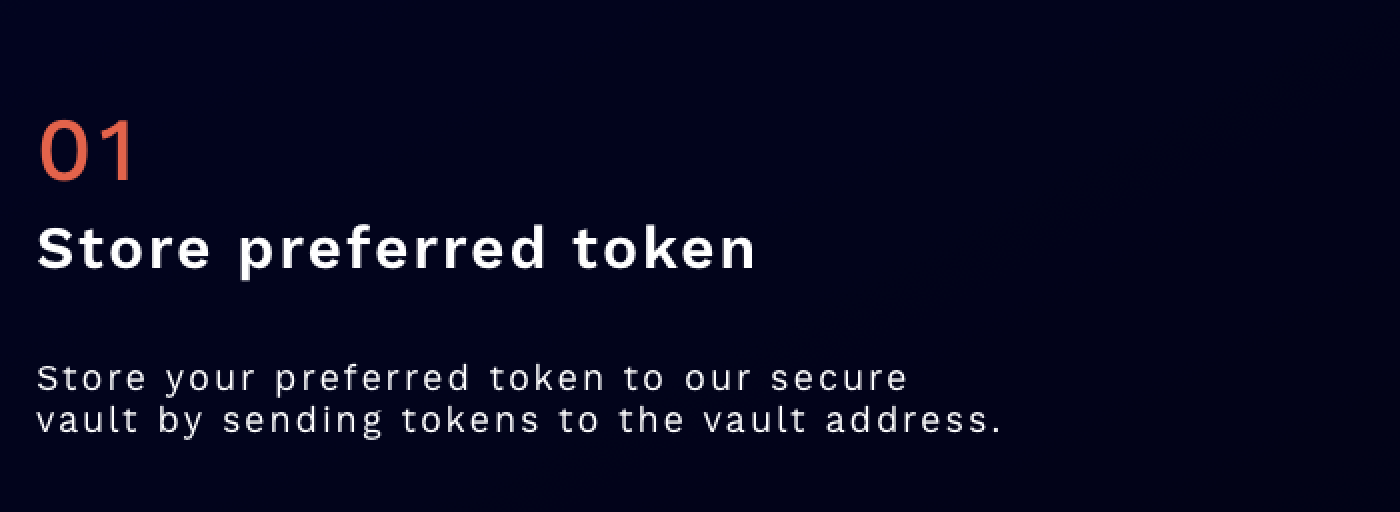 01
Store preferred token
Store your preferred token to our secure
vault by sending tokens to the vault address.